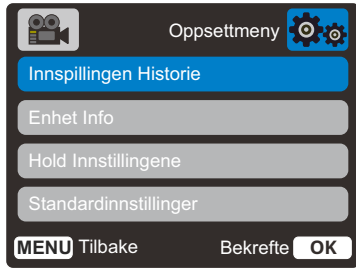 Oppsettmeny
Innspillingen Historie
Enhet Info
Hold Innstillingene
Standardinnstillinger
MENU Tilbake Bekrefte OK